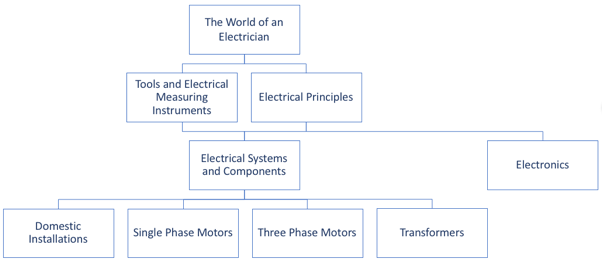 The World of an
Electrician
Tools and Electrical
Measuring
Instruments
Electrical Principles
Electrical Systems
and Components
Electronics
Domestic
Installations
Single Phase Motors
Three Phase Motors
Transformers